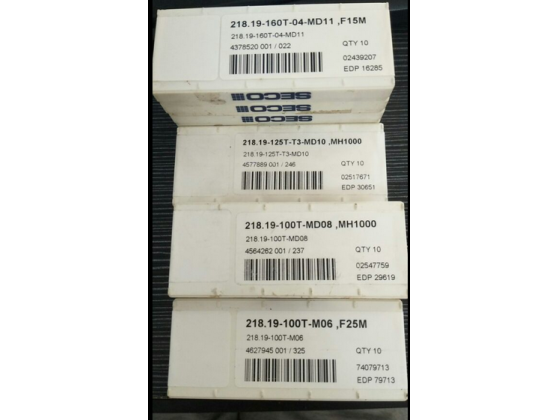 218.19-160T-04-MD11 ,F15M
218.19-160T-04-MD11
4378520 001 / 022
QTY 10
02439207
EDP 16285
SECO
SECO
SECO
218.19-125T-T3-MD10 ,MH1000
218.19-125T-T3-MD10
4577889 001 / 246
QTY 10
02517671
EDP 30651
218.19-100T-MD08 ,MH1000
218.19-100T-MD08
4564262 001 / 237
QTY 10
02547759
EDP 29619
218.19-100T-M06 ,F25M
218.19-100T-M06
4627945 001 / 325
QTY 10
74079713
EDP 79713